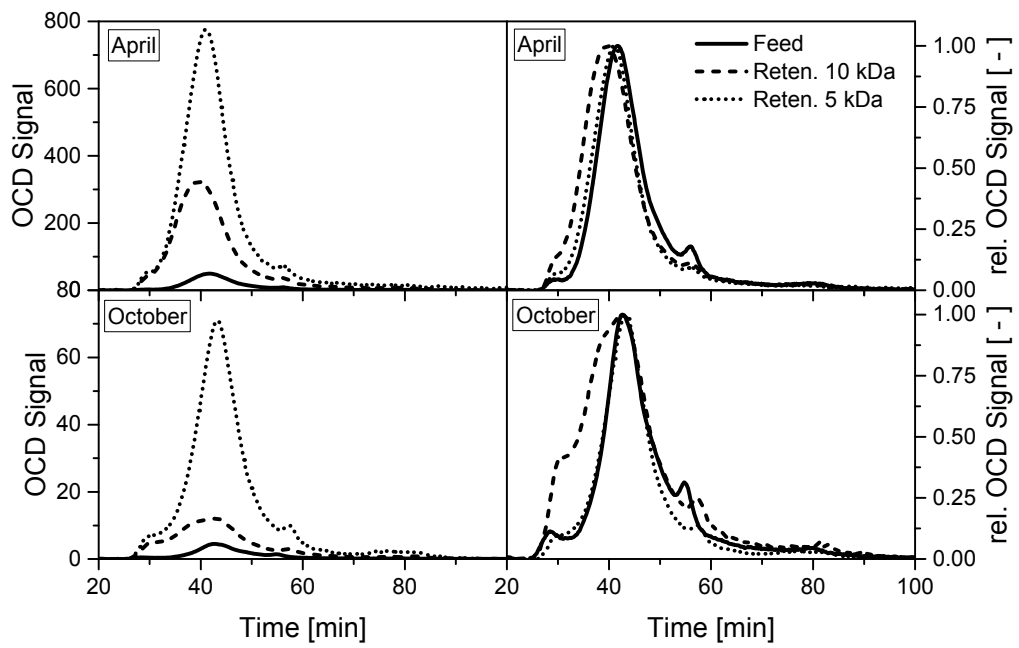 800
600
400
200
80
60
40
20
0
OCD Signal
OCD Signal
April
October
April
October
Feed
Reten. 10 kDa
Reten. 5 kDa
1.00
0.75
0.50
0.25
0.00
1.00
0.75
0.50
0.25
0.00
rel. OCD Signal [ - ]
rel. OCD Signal [ - ]
20 40 60 80 20 40 60 80 100
Time [min] Time [min]